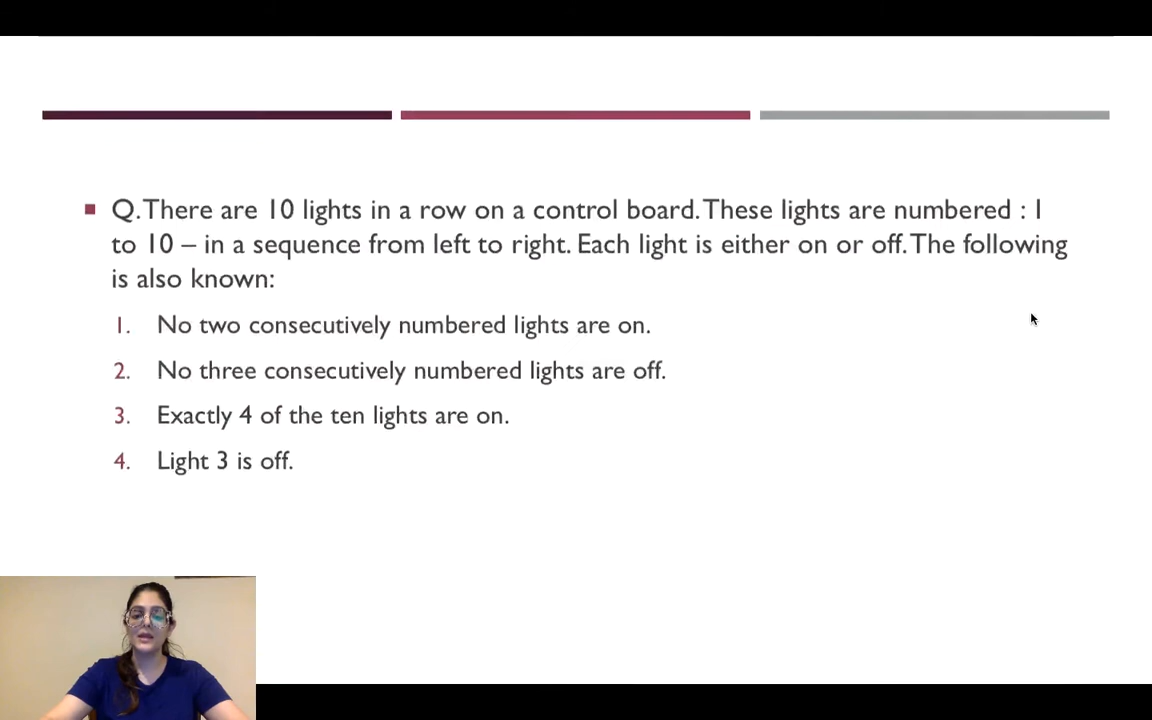 Q. There are 10 lights in a row on a control board. These lights are numbered : 1
to 10 – in a sequence from left to right. Each light is either on or off. The following
is also known:
1. No two consecutively numbered lights are on.
2. No three consecutively numbered lights are off.
3. Exactly 4 of the ten lights are on.
4. Light 3 is off.